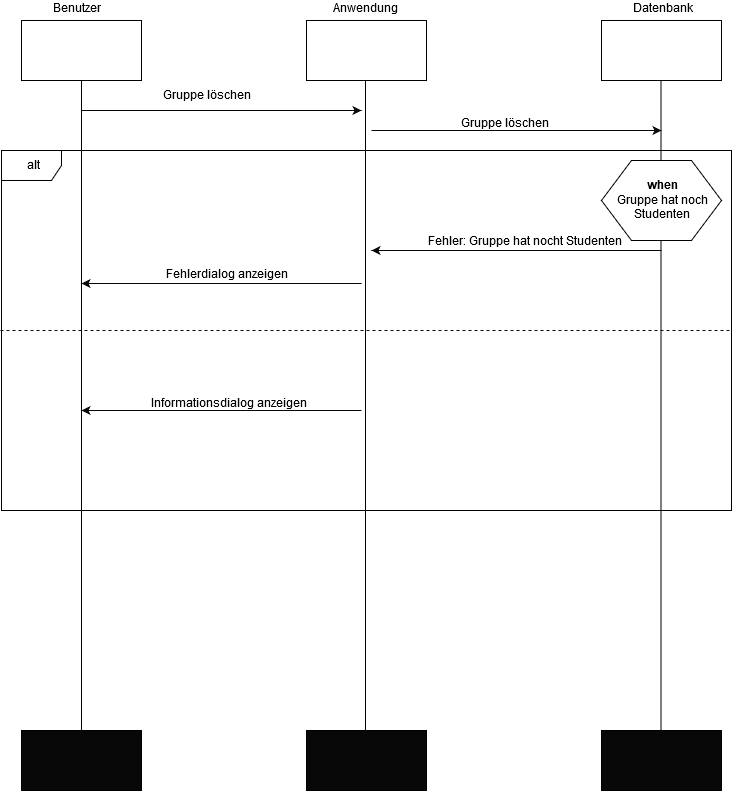 Benutzer
Anwendung
Datenbank
Gruppe löschen
Gruppe löschen
alt
when
Gruppe hat noch
Studenten
Fehler: Gruppe hat nocht Studenten
Fehlerdialog anzeigen
Informationsdialog anzeigen